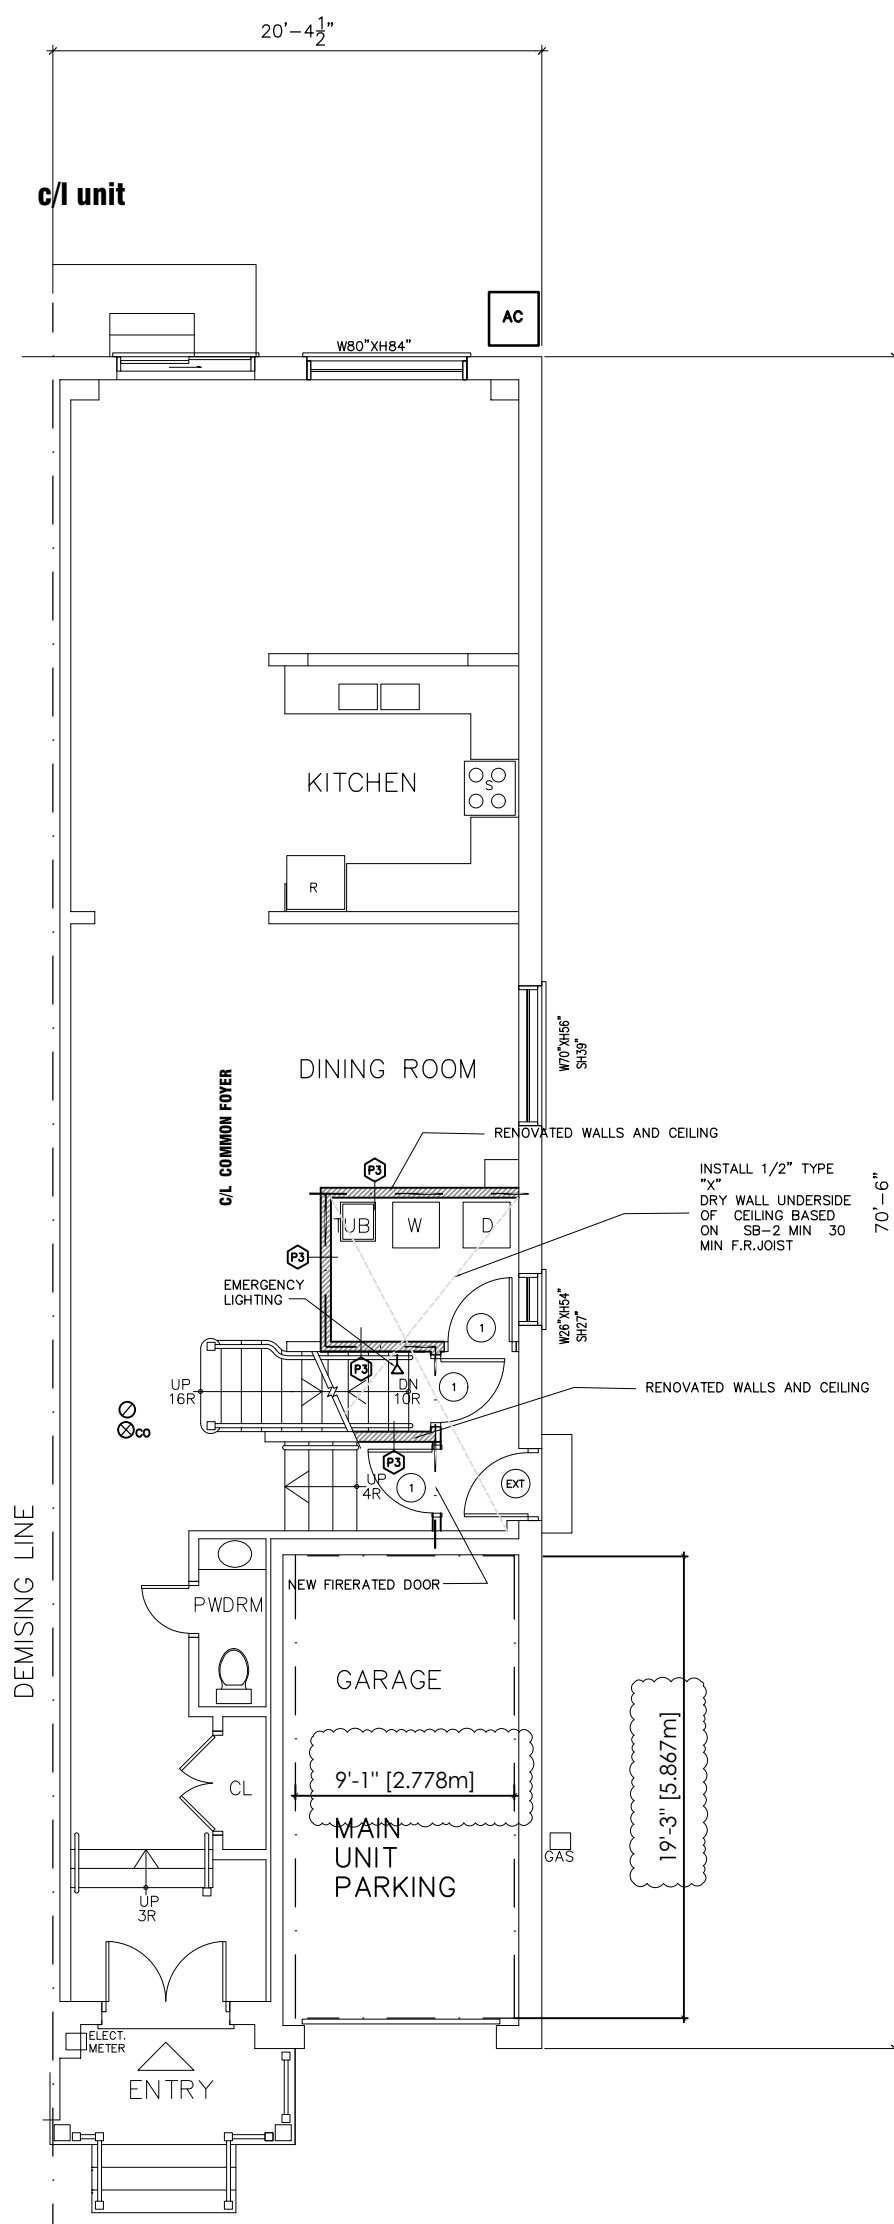 20'-4 1/2"
c/l unit
AC
W80"XH84"
KITCHEN
S
R
W70"XH56"
SH39"
DINING ROOM
C/L COMMON FOYER
RENOVATED WALLS AND CEILING
P3
INSTALL 1/2" TYPE
"X"
DRY WALL UNDERSIDE
OF CEILING BASED
ON SB-2 MIN 30
MIN F.R.JOIST
70'-6"
TUB
W
D
P3
EMERGENCY
LIGHTING
W26"XH54"
SH27"
1
P3
UP
16R
DN
10R
1
RENOVATED WALLS AND CEILING
CO
P3
UP
4R
1
EXT
DEMISING LINE
NEW FIRERATED DOOR
PWDRM
GARAGE
9'-1" [2.778m]
19'-3" [5.867m]
CL
MAIN
UNIT
PARKING
GAS
UP
3R
ELECT.
METER
ENTRY